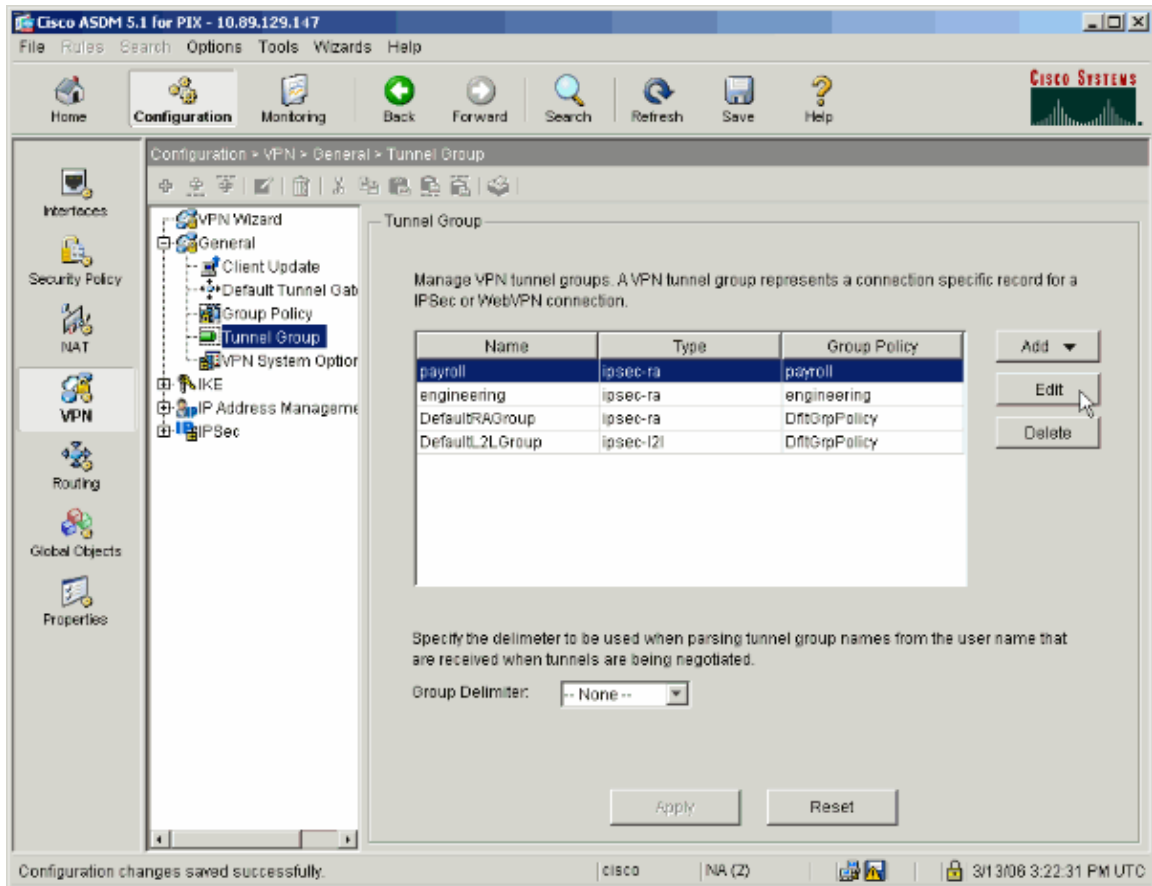 Cisco ASDM 5.1 for PIX - 10.89.129.147
File Rules Search Options Tools Wizards Help
Home Configuration Monitoring Back Forward Search Refresh Save Help
CISCO SYSTEMS
Configuration > VPN > General > Tunnel Group
Interfaces
Security Policy
NAT
VPN
Routing
Global Objects
Properties
VPN Wizard
General
Client Update
Default Tunnel Gat
Group Policy
Tunnel Group
VPN System Option
IKE
IP Address Manageme
IPSec
Tunnel Group
Manage VPN tunnel groups. A VPN tunnel group represents a connection specific record for a
IPSec or WebVPN connection.
Name Type Group Policy
payroll ipsec-ra payroll
engineering ipsec-ra engineering
DefaultRAGroup ipsec-ra DfltGrpPolicy
DefaultL2LGroup ipsec-l2l DfltGrpPolicy
Add
Edit
Delete
Specify the delimeter to be used when parsing tunnel group names from the user name that
are received when tunnels are being negotiated.
Group Delimiter: -- None --
Apply Reset
Configuration changes saved successfully. cisco NA (2) 3/13/06 3:22:31 PM UTC